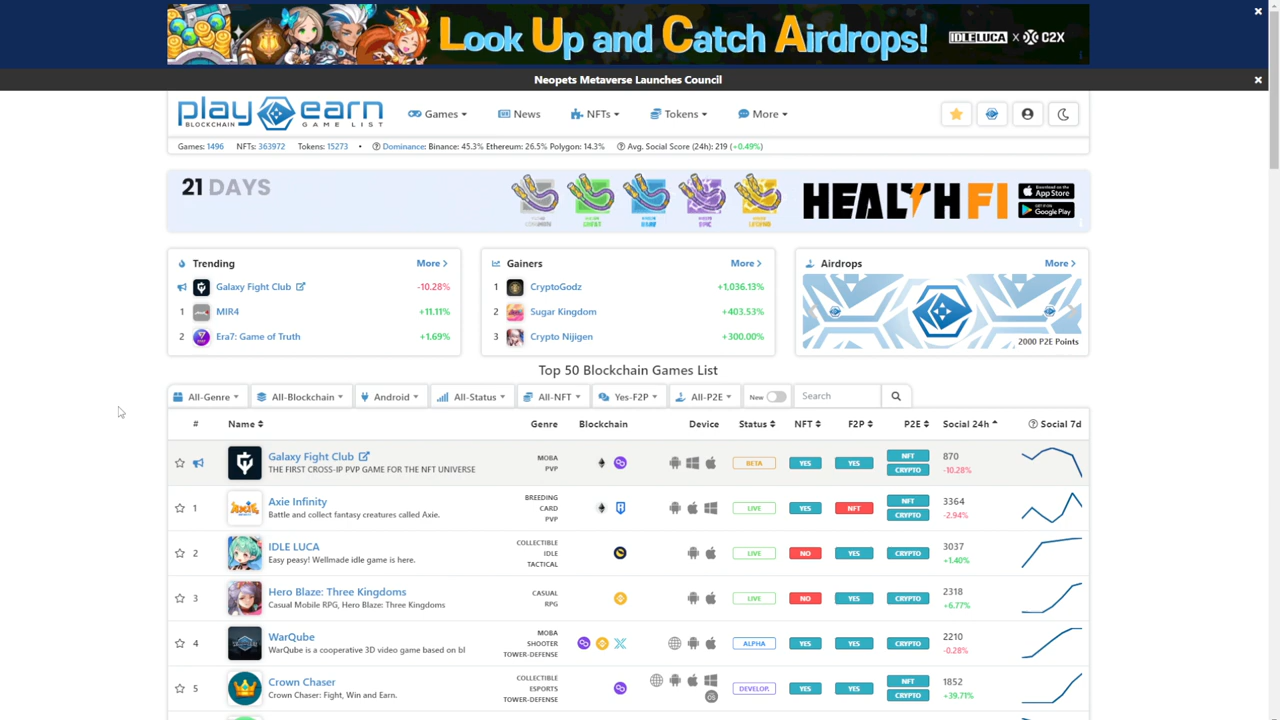 Look Up and Catch Airdrops! IDLE LUCA X C2X
Neopets Metaverse Launches Council
play earn
BLOCKCHAIN GAME LIST
Games News NFTs Tokens More
Games: 1496 NFTs: 363972 Tokens: 15273 • Dominance: Binance: 45.3% Ethereum: 26.5% Polygon: 14.3% Avg. Social Score (24h): 219 (+0.49%)
21 DAYS
HEALTH FI
Download on the App Store
Google Play
Trending More
Galaxy Fight Club -10.28%
1 MIR4 +11.11%
2 Era7: Game of Truth +1.69%
Gainers More
1 CryptoGodz +1,036.13%
2 Sugar Kingdom +403.53%
3 Crypto Nijigen +300.00%
Airdrops More
2000 P2E Points
Top 50 Blockchain Games List
All-Genre All-Blockchain Android All-Status All-NFT Yes-F2P All-P2E New Search
# Name Genre Blockchain Device Status NFT F2P P2E Social 24h Social 7d
Galaxy Fight Club
THE FIRST CROSS-IP PVP GAME FOR THE NFT UNIVERSE
MOBA
PVP
BETA YES YES NFT CRYPTO 870 -10.28%
1 Axie Infinity
Battle and collect fantasy creatures called Axie.
BREEDING
CARD
PVP
LIVE YES NFT NFT CRYPTO 3364 -2.94%
2 IDLE LUCA
Easy peasy! Wellmade idle game is here.
COLLECTIBLE
IDLE
TACTICAL
LIVE NO YES CRYPTO 3037 +1.40%
3 Hero Blaze: Three Kingdoms
Casual Mobile RPG, Hero Blaze: Three Kingdoms
CASUAL
RPG
LIVE NO YES CRYPTO 2318 +6.77%
4 WarQube
WarQube is a cooperative 3D video game based on bl
MOBA
SHOOTER
TOWER-DEFENSE
ALPHA YES YES CRYPTO 2210 -0.28%
5 Crown Chaser
Crown Chaser: Fight, Win and Earn.
COLLECTIBLE
ESPORTS
TOWER-DEFENSE
DEVELOP. YES YES NFT CRYPTO 1852 +39.71%